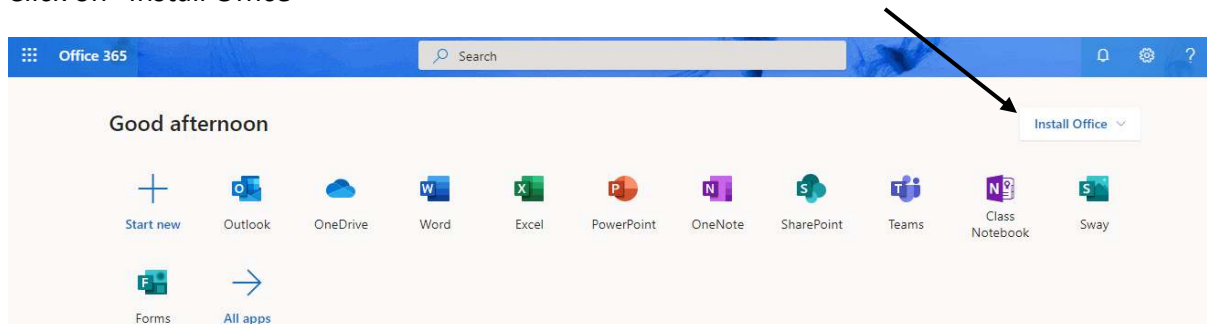 Click on "Install Office"
Office 365
Search
?
Good afternoon
Install Office
Start new
Outlook
OneDrive
Word
Excel
PowerPoint
OneNote
SharePoint
Teams
Class
Notebook
Sway
Forms
All apps